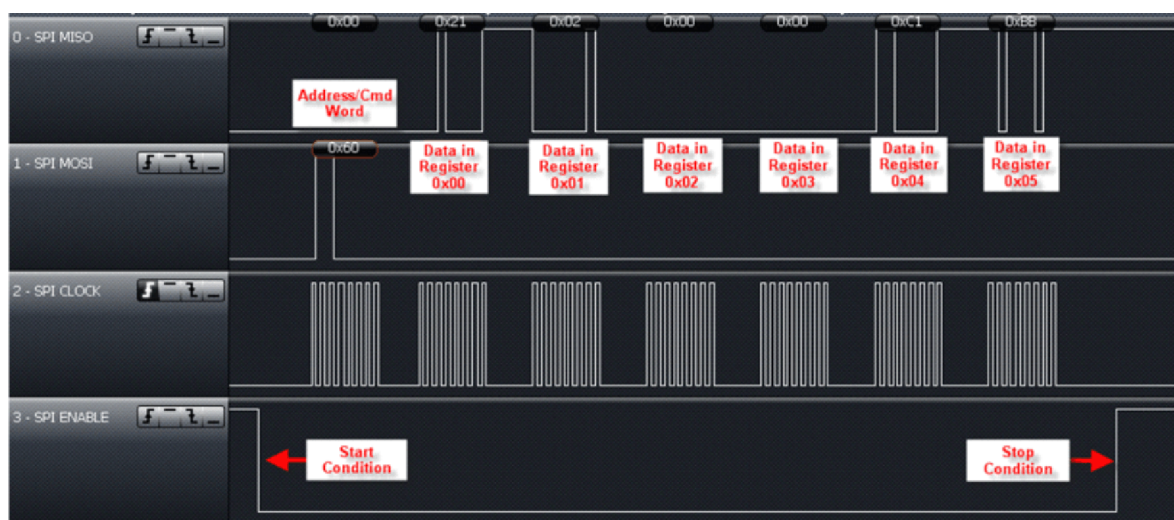 0x00 0x21 0x02 0x00 0x00 0xC1 0xBB
0 - SPI MISO
Address/Cmd
Word
0x60
1 - SPI MOSI
Data in
Register
0x00
Data in
Register
0x01
Data in
Register
0x02
Data in
Register
0x03
Data in
Register
0x04
Data in
Register
0x05
2 - SPI CLOCK
3 - SPI ENABLE
Start
Condition
Stop
Condition